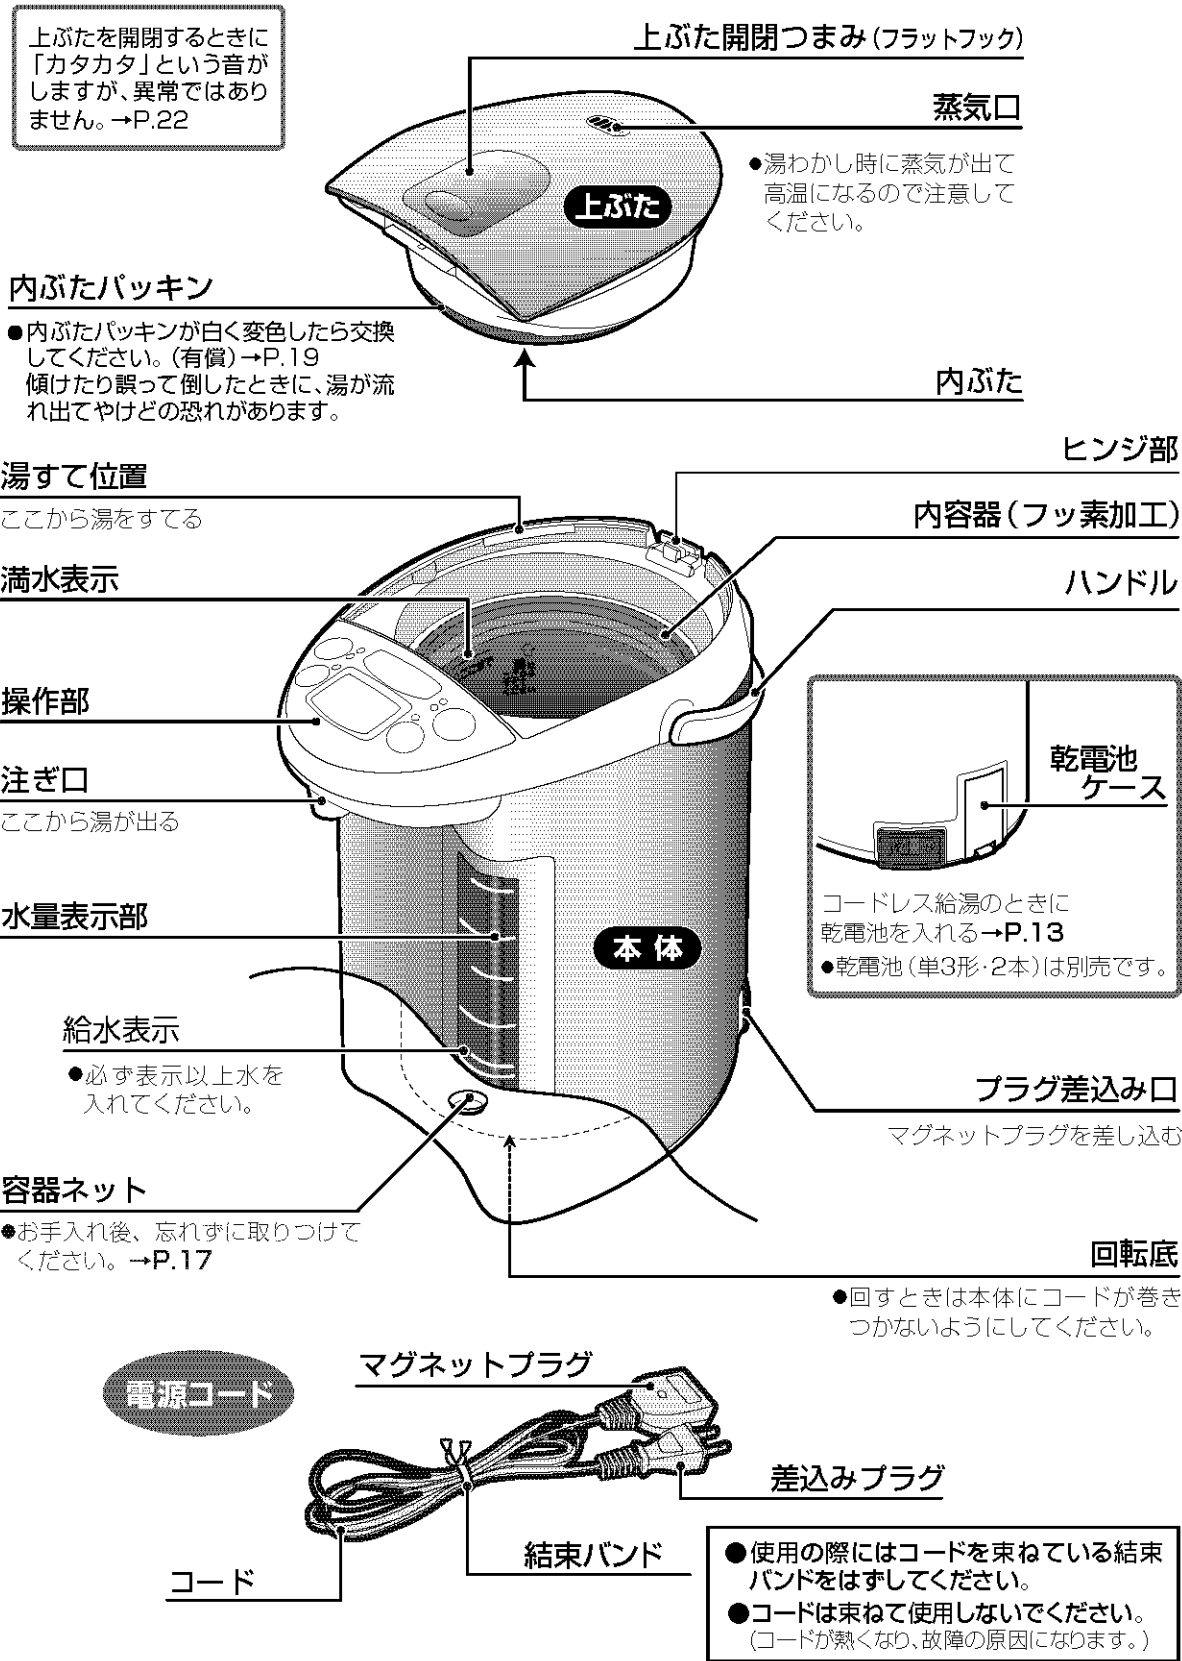 上ぶたを開閉するときに
「カタカタ」という音が
しますが、異常ではあり
ません。→P.22
上ぶた開閉つまみ(フラットフック)
蒸気口
●湯わかし時に蒸気が出て
高温になるので注意して
ください。
上ぶた
内ぶたパッキン
●内ぶたパッキンが白く変色したら交換
してください。(有償)→P.19
傾けたり誤って倒したときに、湯が流
れ出てやけどの恐れがあります。
内ぶた
湯すて位置
ここから湯をすてる
満水表示
操作部
注ぎ口
ここから湯が出る
水量表示部
給水表示
●必ず表示以上水を
入れてください。
容器ネット
●お手入れ後、忘れずに取りつけて
ください。→P.17
ヒンジ部
内容器(フッ素加工)
ハンドル
乾電池
ケース
コードレス給湯のときに
乾電池を入れる→P.13
●乾電池(単3形・2本)は別売です。
本体
プラグ差込み口
マグネットプラグを差し込む
回転底
●回すときは本体にコードが巻き
つかないようにしてください。
電源コード
マグネットプラグ
差込みプラグ
結束バンド
コード
●使用の際にはコードを束ねている結束
バンドをはずしてください。
●コードは束ねて使用しないでください。
(コードが熱くなり、故障の原因になります。)